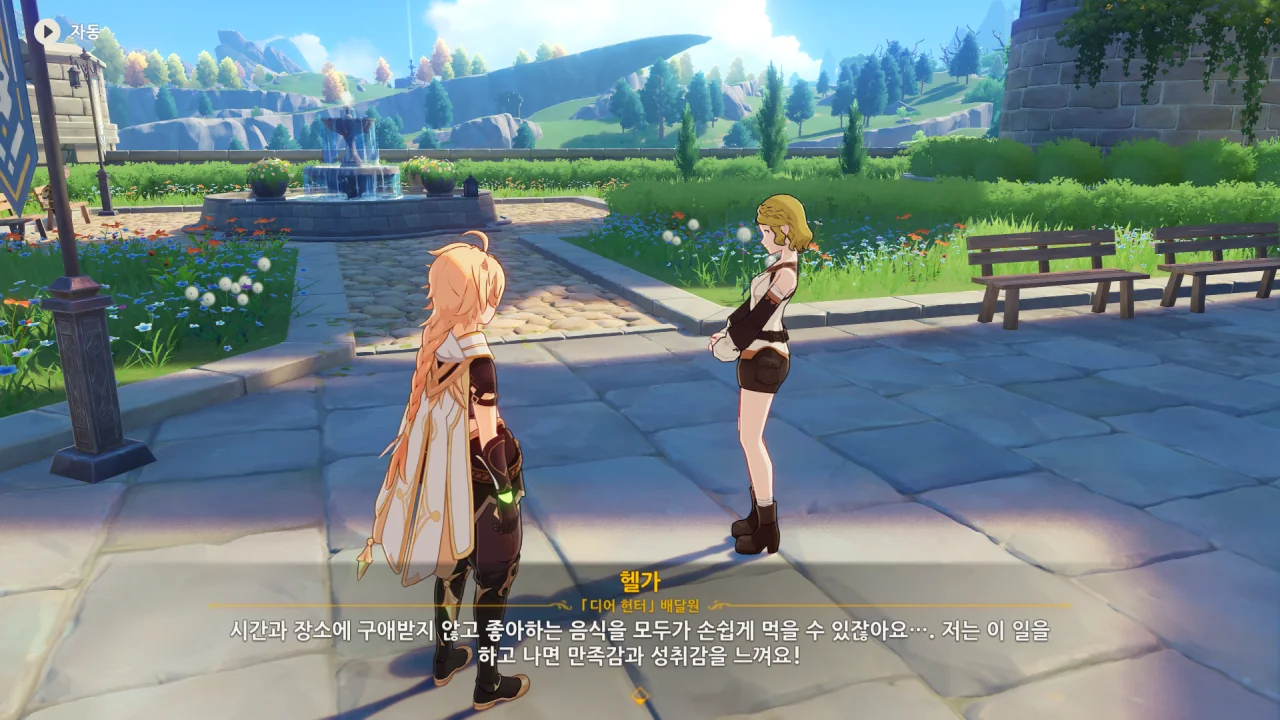 자동
헬가
「디어 헌터」 배달원
시간과 장소에 구애받지 않고 좋아하는 음식을 모두가 손쉽게 먹을 수 있잖아요…. 저는 이 일을
하고 나면 만족감과 성취감을 느껴요!